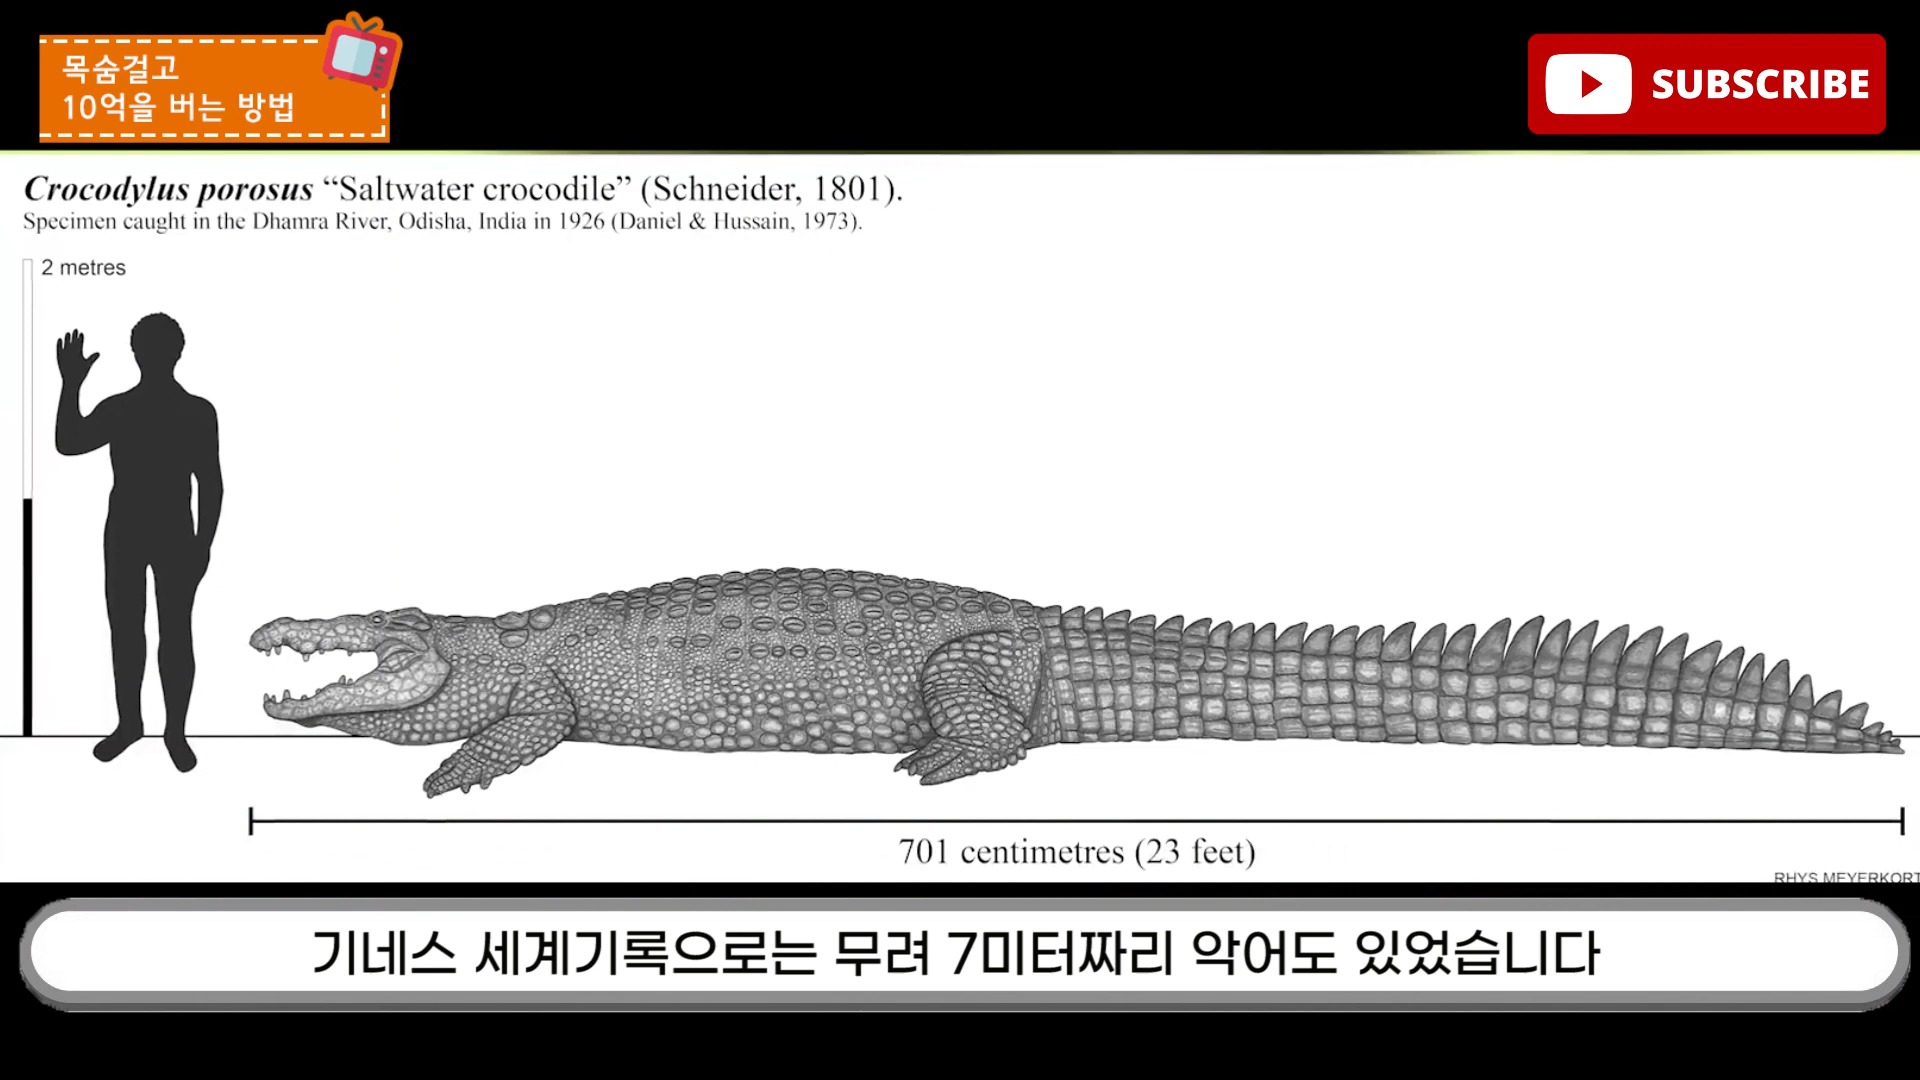 목숨걸고
10억을 버는 방법
SUBSCRIBE
Crocodylus porosus “Saltwater crocodile” (Schneider, 1801).
Specimen caught in the Dhamra River, Odisha, India in 1926 (Daniel & Hussain, 1973).
2 metres
701 centimetres (23 feet)
RHYS MEYERKORT
기네스 세계기록으로는 무려 7미터짜리 악어도 있었습니다